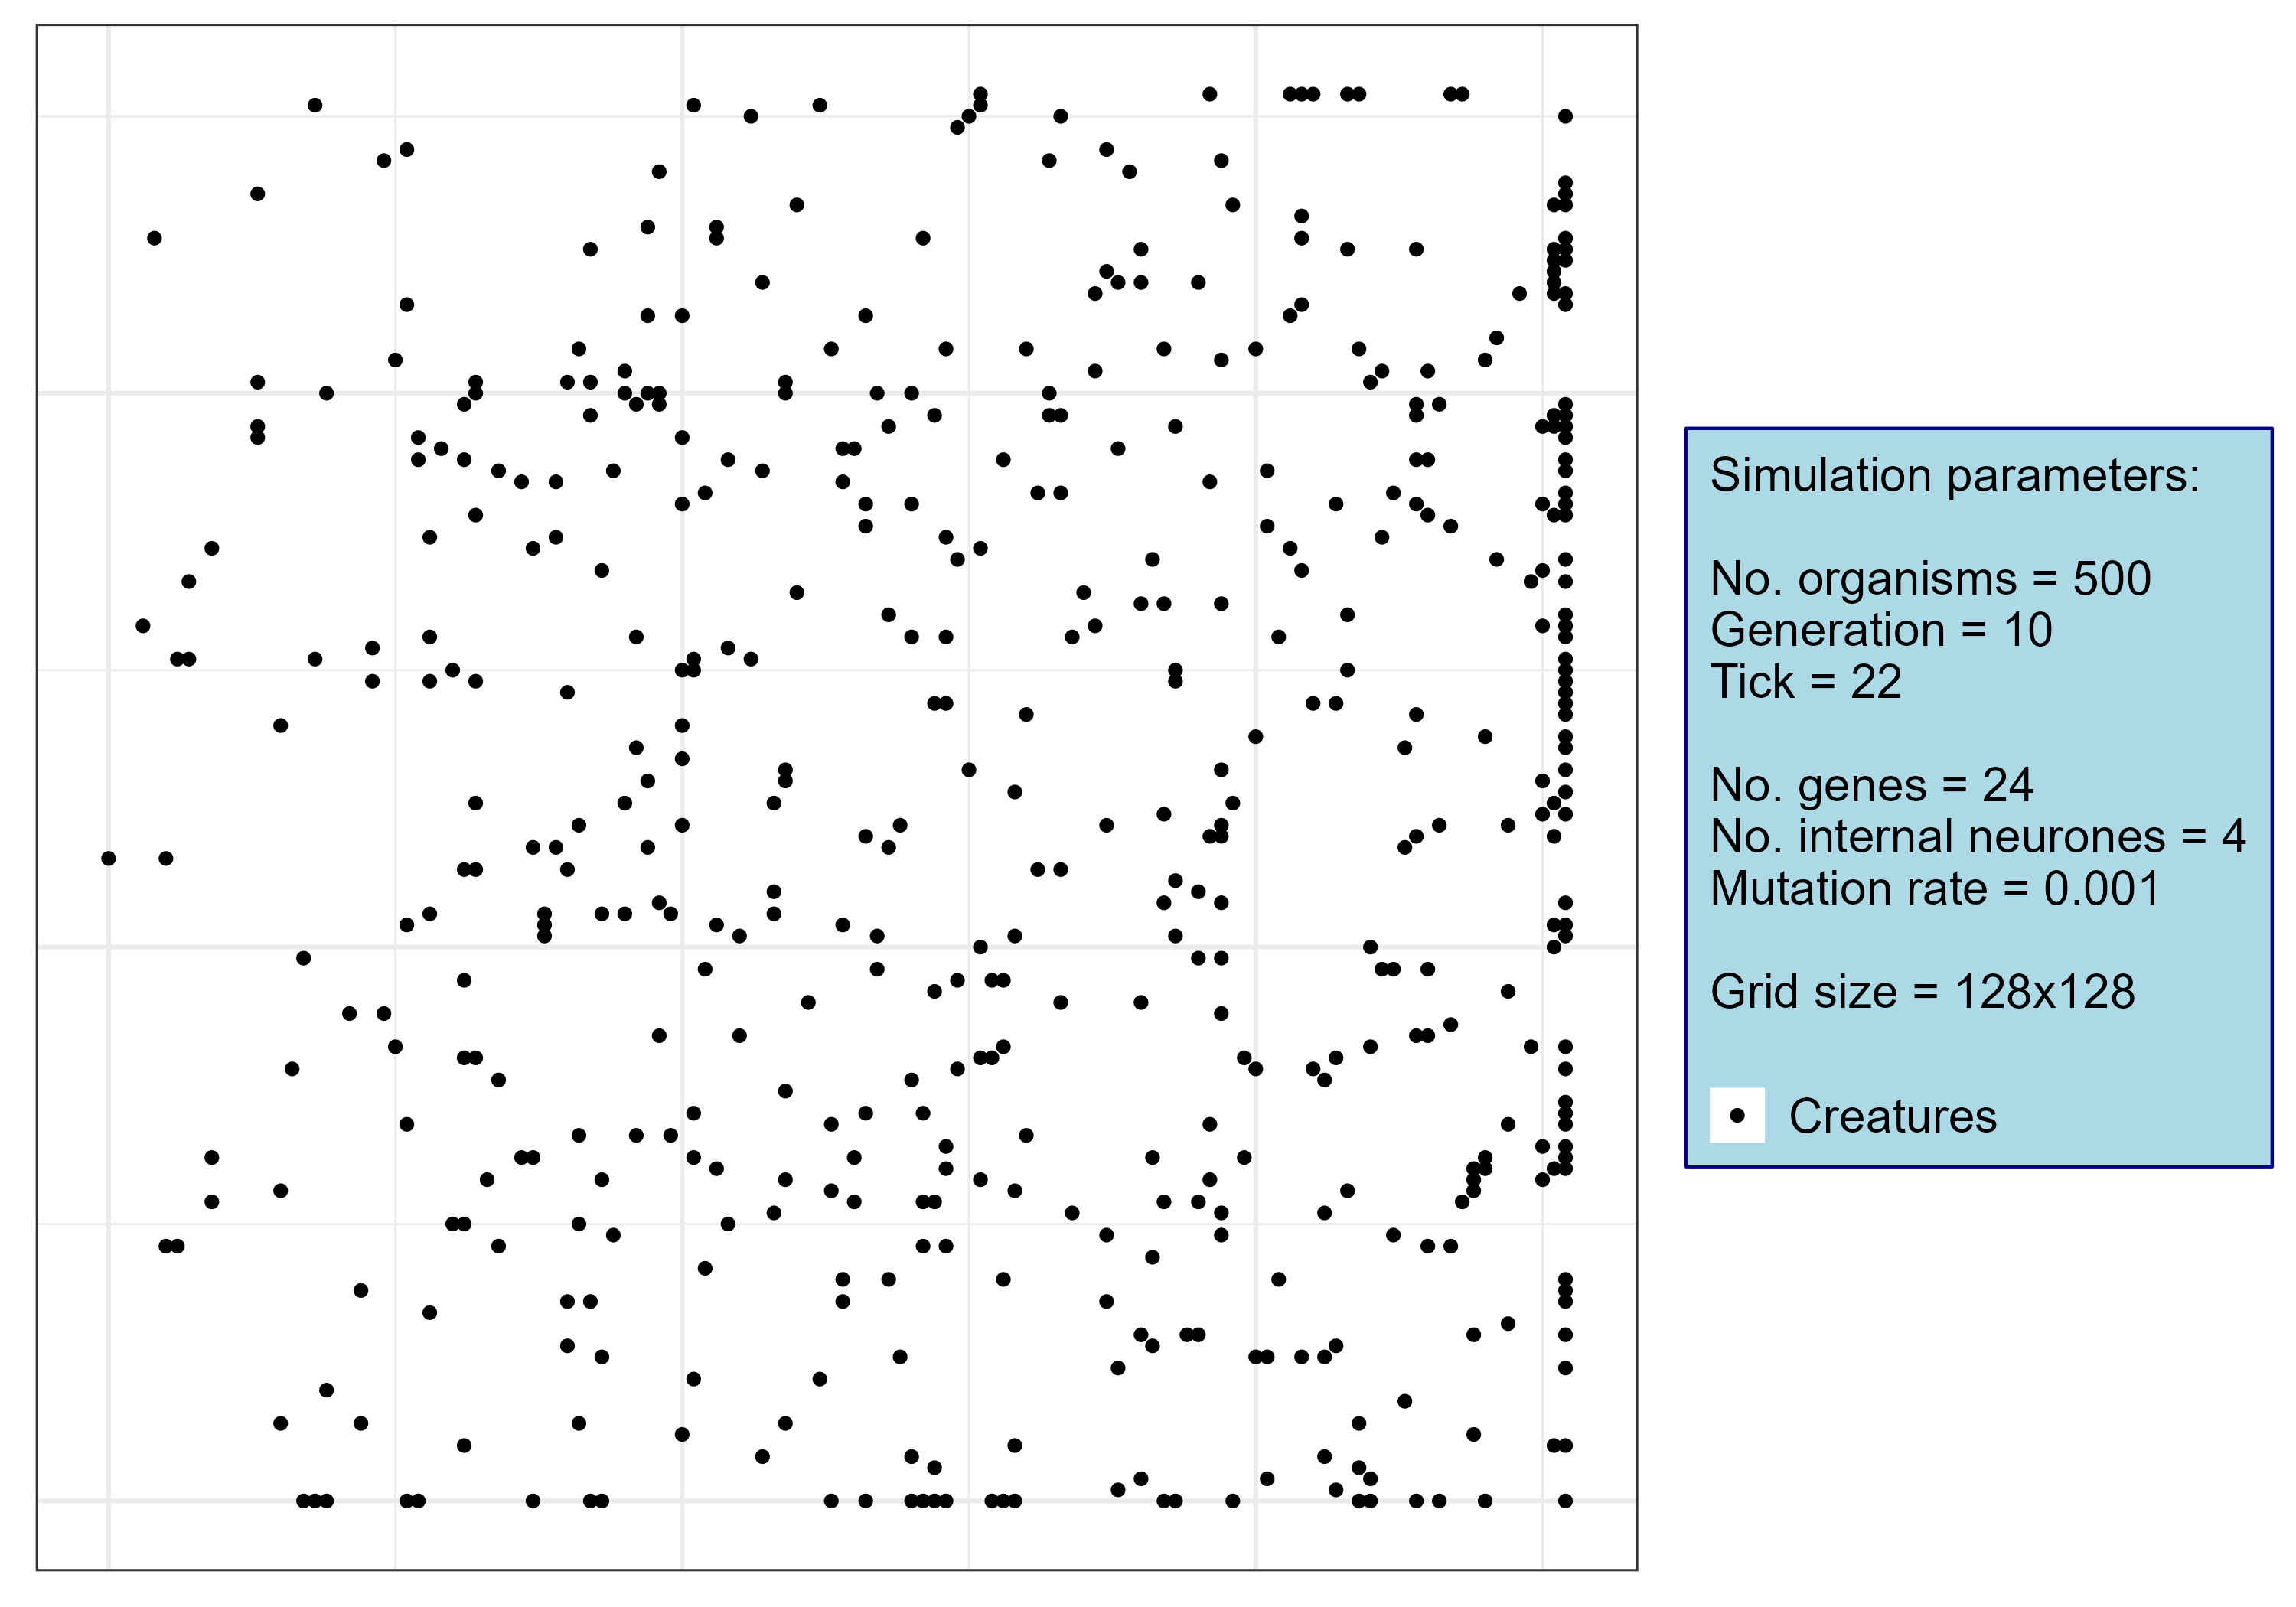 Simulation parameters:
No. organisms = 500
Generation = 10
Tick = 22
No. genes = 24
No. internal neurones = 4
Mutation rate = 0.001
Grid size = 128x128
Creatures